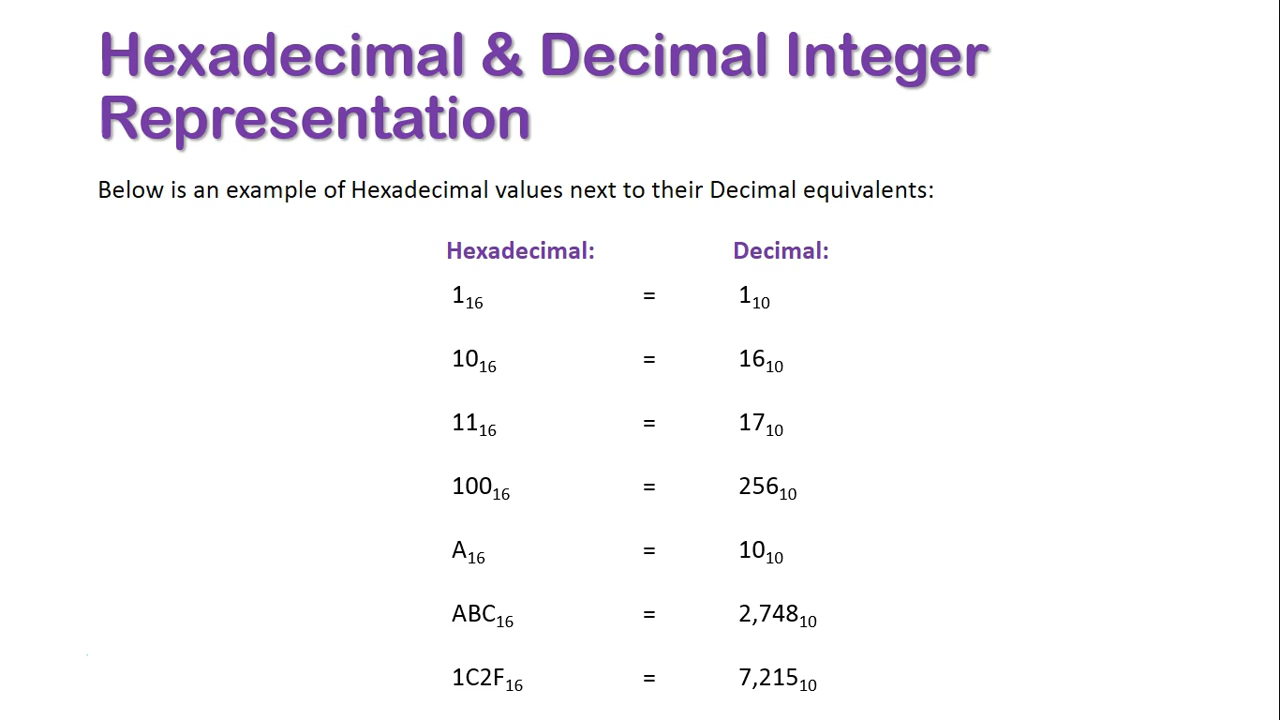 Hexadecimal & Decimal Integer
Representation
Below is an example of Hexadecimal values next to their Decimal equivalents:
Hexadecimal: Decimal:
1₁₆ = 1₁₀
10₁₆ = 16₁₀
11₁₆ = 17₁₀
100₁₆ = 256₁₀
A₁₆ = 10₁₀
ABC₁₆ = 2,748₁₀
1C2F₁₆ = 7,215₁₀